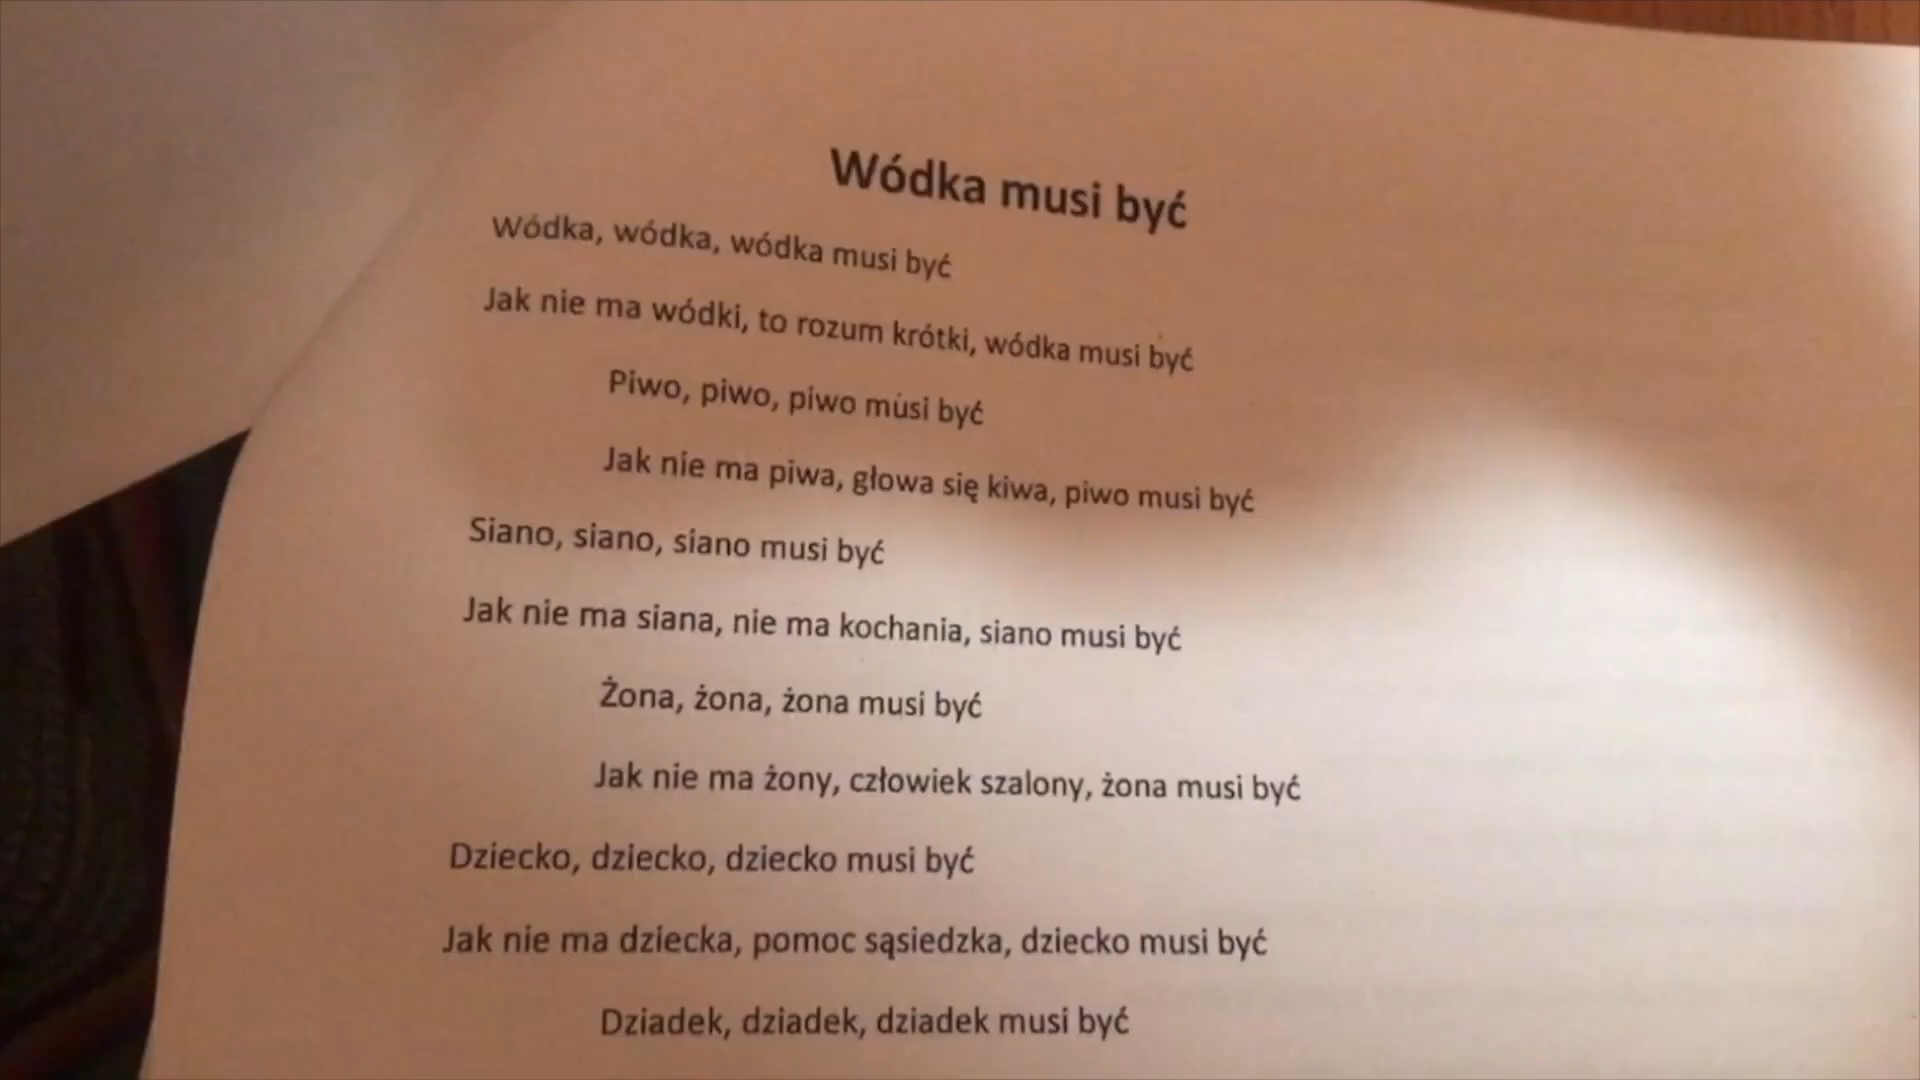 Wódka musi być
Wódka, wódka, wódka musi być
Jak nie ma wódki, to rozum krótki, wódka musi być
Piwo, piwo, piwo musi być
Jak nie ma piwa, głowa się kiwa, piwo musi być
Siano, siano, siano musi być
Jak nie ma siana, nie ma kochania, siano musi być
Żona, żona, żona musi być
Jak nie ma żony, człowiek szalony, żona musi być
Dziecko, dziecko, dziecko musi być
Jak nie ma dziecka, pomoc sąsiedzka, dziecko musi być
Dziadek, dziadek, dziadek musi być